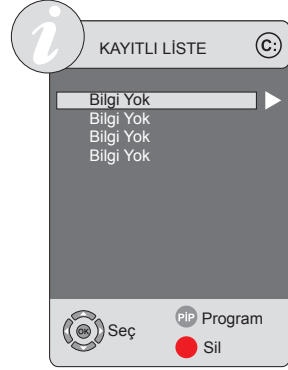 i
KAYITLI LİSTE
C:
Bilgi Yok
Bilgi Yok
Bilgi Yok
Bilgi Yok
OK
Seç
PİP Program
Sil